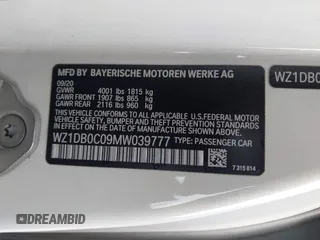 MFD BY BAYERISCHE MOTOREN WERKE AG
09/20
GVWR 4001 lbs 1815 kg
GAWR FRONT 1907 lbs 865 kg
GAWR REAR 2116 lbs 960 kg
THIS VEHICLE CONFORMS TO ALL APPLICABLE U.S.FEDERAL MOTOR
VEHICLE SAFETY, BUMPER, AND THEFT PREVENTION STANDARDS
IN EFFECT ON THE DATE OF MANUFACTURE SHOWN ABOVE.
WZ1DB0C09MW039777 TYPE: PASSENGER CAR
7 315 814
WZ1DB0
DREAMBID